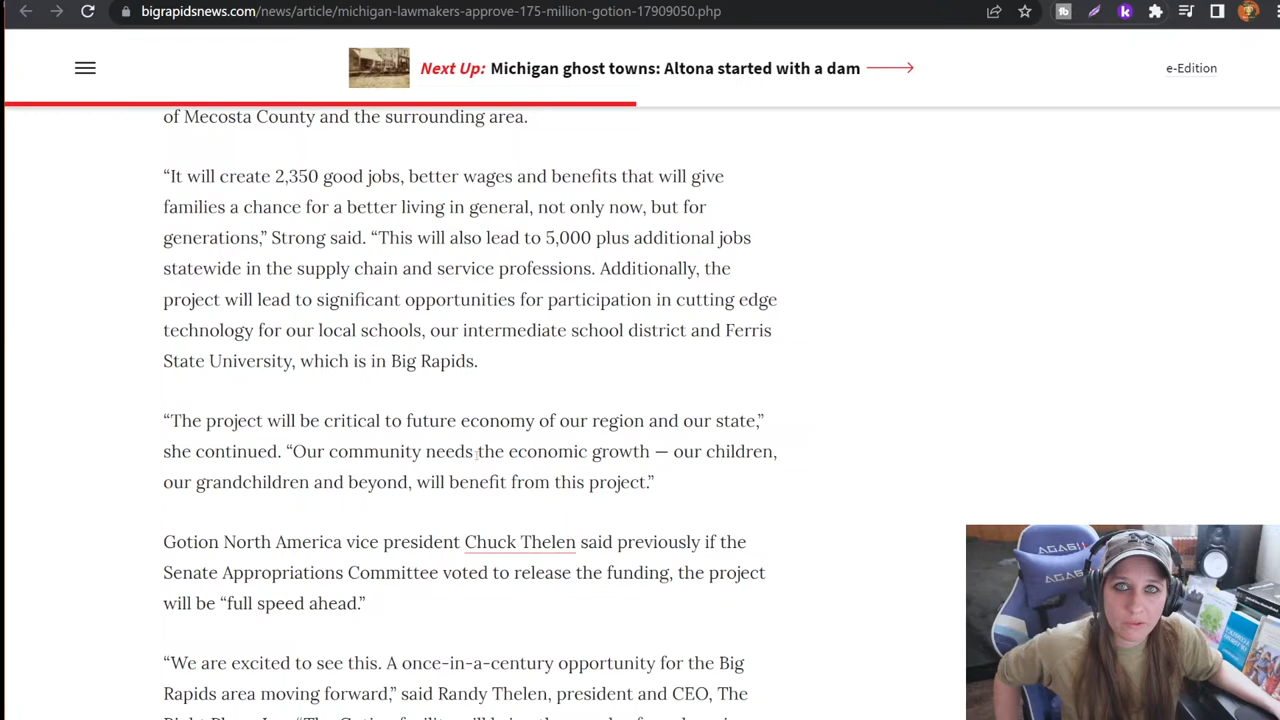 bigrapidsnews.com/news/article/michigan-lawmakers-approve-175-million-gotion-17909050.php
Next Up: Michigan ghost towns: Altona started with a dam
e-Edition
of Mecosta County and the surrounding area.
“It will create 2,350 good jobs, better wages and benefits that will give
families a chance for a better living in general, not only now, but for
generations,” Strong said. “This will also lead to 5,000 plus additional jobs
statewide in the supply chain and service professions. Additionally, the
project will lead to significant opportunities for participation in cutting edge
technology for our local schools, our intermediate school district and Ferris
State University, which is in Big Rapids.
“The project will be critical to future economy of our region and our state,”
she continued. “Our community needs the economic growth — our children,
our grandchildren and beyond, will benefit from this project.”
Gotion North America vice president Chuck Thelen said previously if the
Senate Appropriations Committee voted to release the funding, the project
will be “full speed ahead.”
“We are excited to see this. A once-in-a-century opportunity for the Big
Rapids area moving forward,” said Randy Thelen, president and CEO, The
AGAS
AGAS